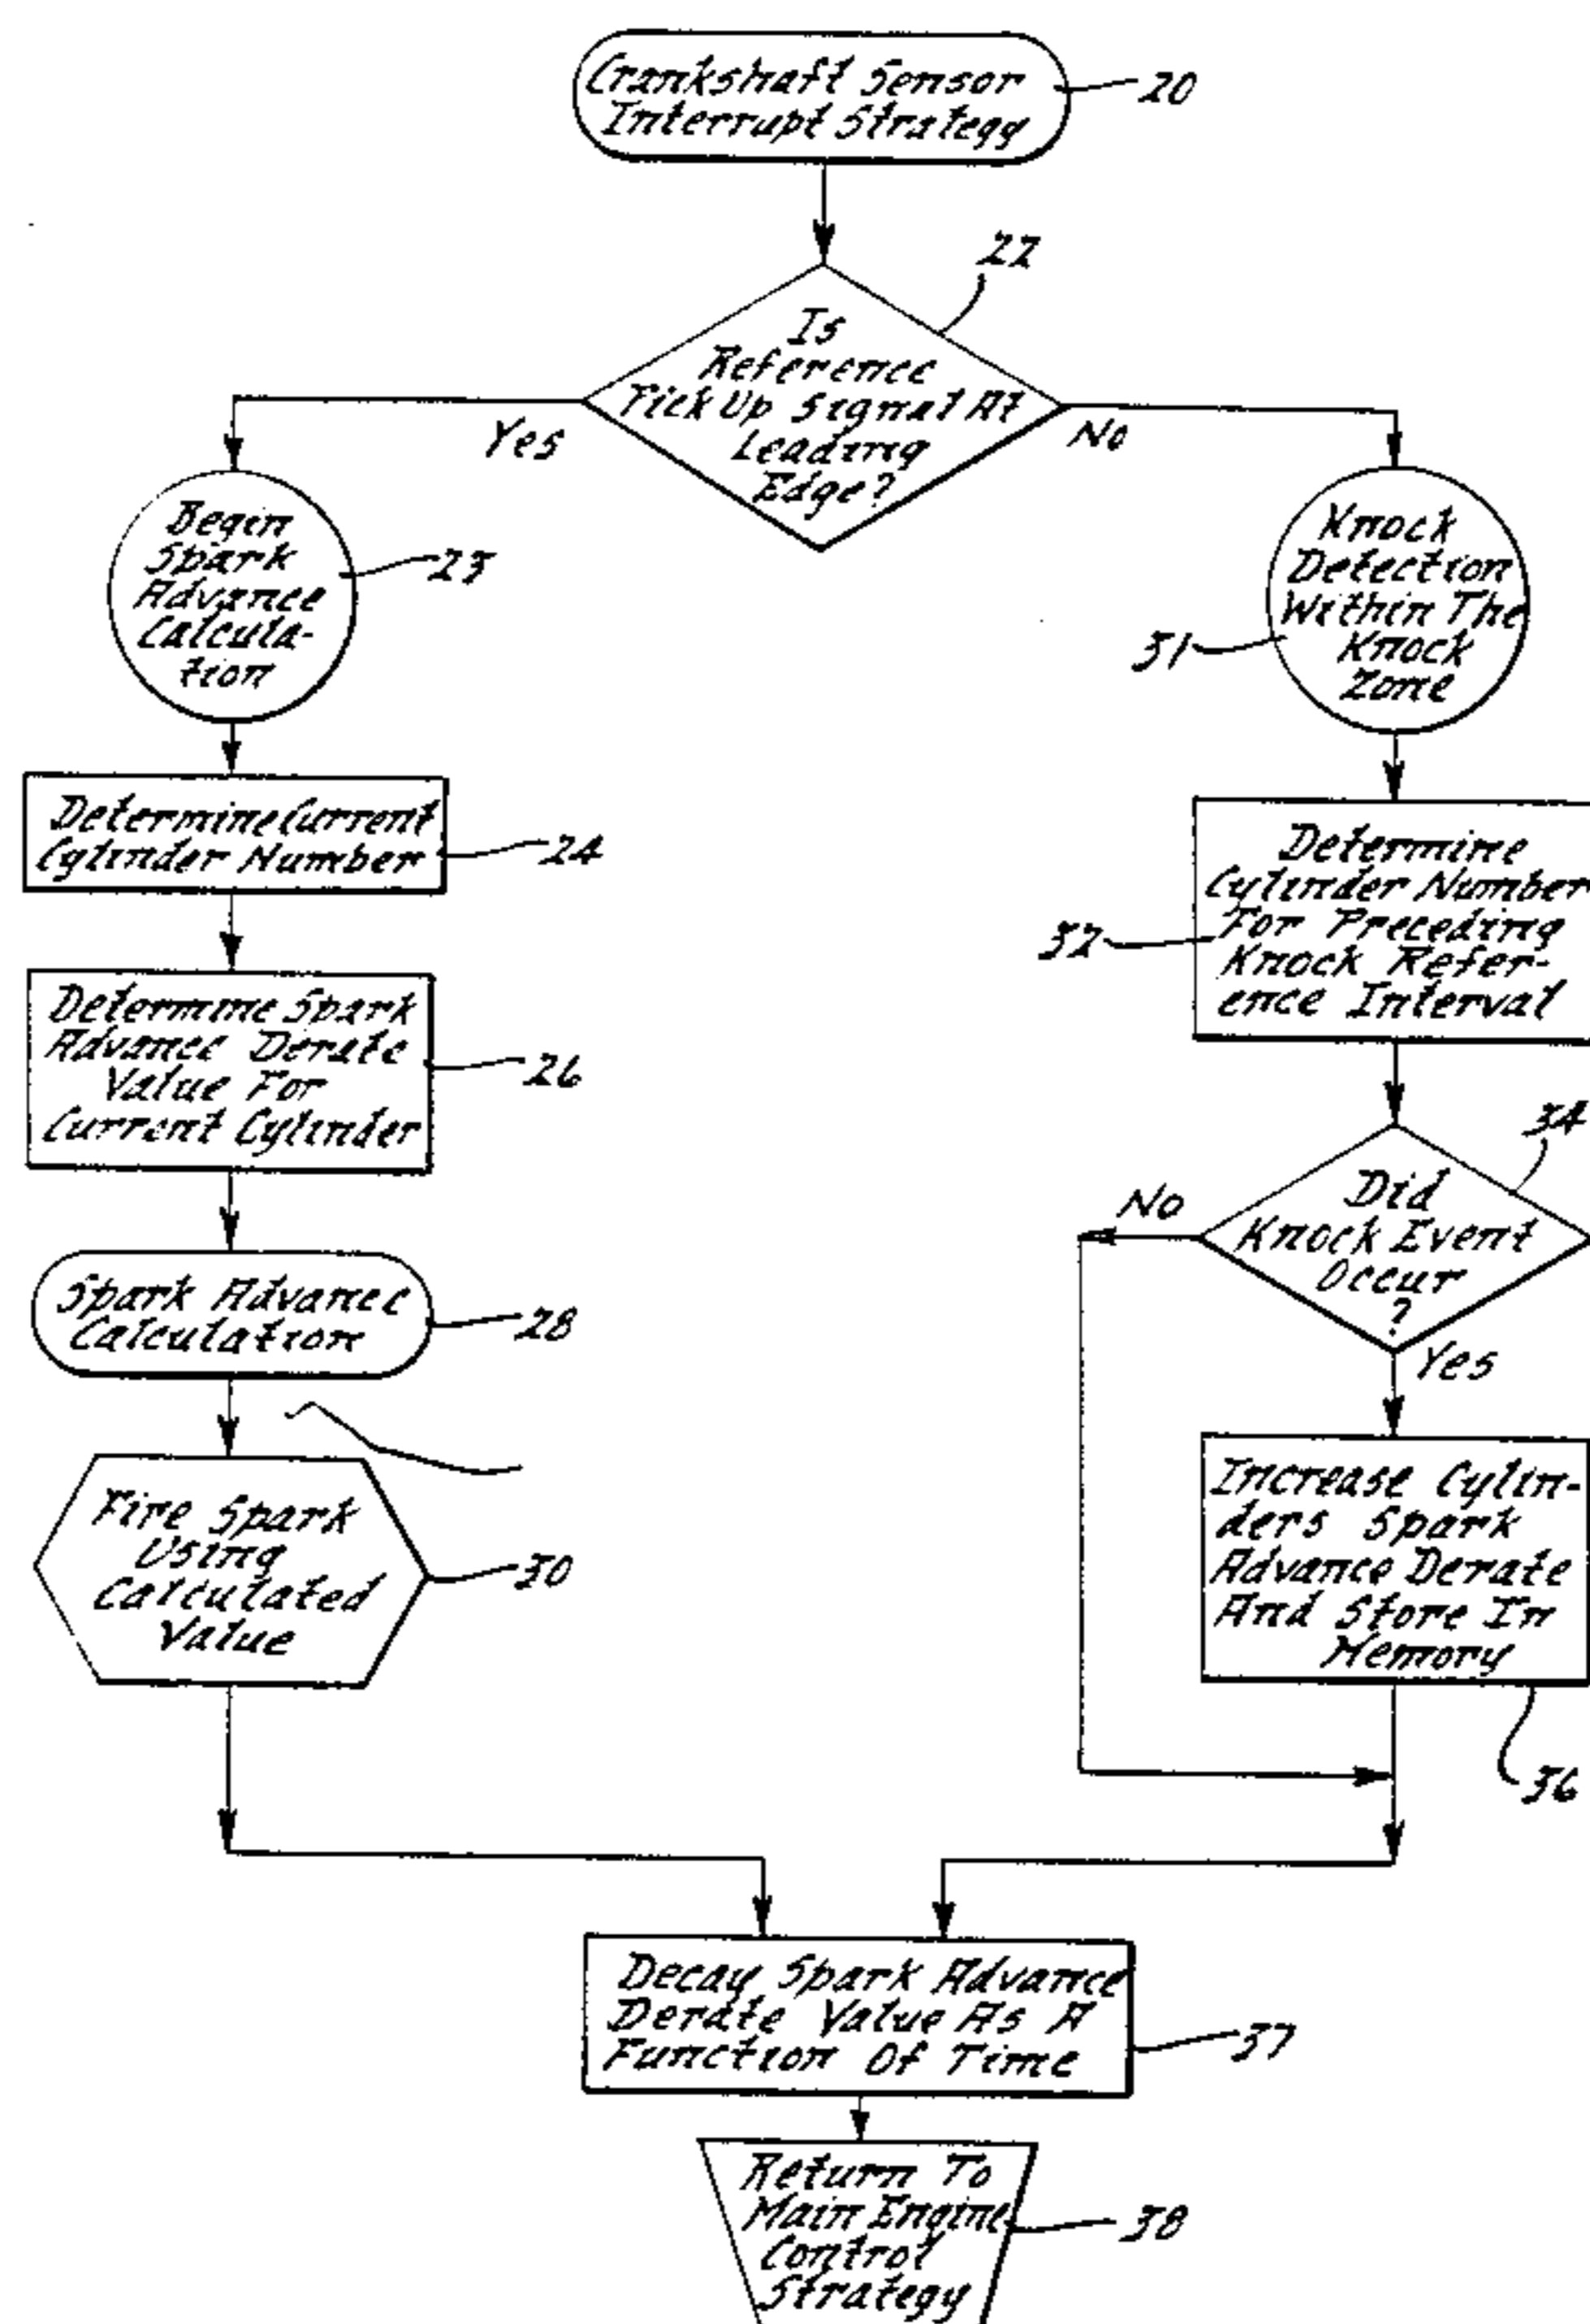 Crankshaft Sensor
Interrupt Strategy
20
22
Is
Reference
Pick Up Signal At
Leading
Edge?
Yes
No
Begin
Spark
Advance
Calcula-
tion
23
Knock
Detection
Within The
Knock
Zone
31
Determine Current
Cylinder Number
24
Determine
Cylinder Number
For Preceding
Knock Refer-
ence Interval
32
Determine Spark
Advance Derate
Value For
Current Cylinder
26
34
Did
Knock Event
Occur
?
No
Yes
Spark Advance
Calculation
28
Fire Spark
Using
Calculated
Value
30
Increase Cylin-
ders Spark
Advance Derate
And Store In
Memory
36
Decay Spark Advance
Derate Value As A
Function Of Time
37
Return To
Main Engine
Control
Strategy
38